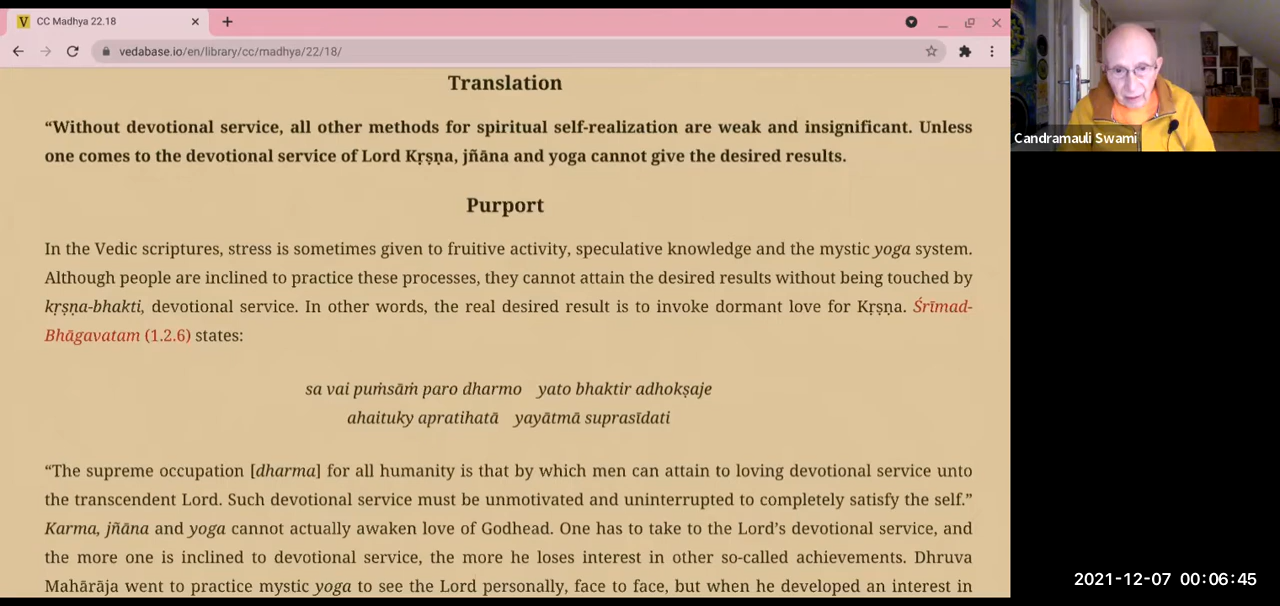 CC Madhya 22.18
vedabase.io/en/library/cc/madhya/22/18/
Translation
“Without devotional service, all other methods for spiritual self-realization are weak and insignificant. Unless
one comes to the devotional service of Lord Kṛṣṇa, jñāna and yoga cannot give the desired results.
Purport
In the Vedic scriptures, stress is sometimes given to fruitive activity, speculative knowledge and the mystic yoga system.
Although people are inclined to practice these processes, they cannot attain the desired results without being touched by
kṛṣṇa-bhakti, devotional service. In other words, the real desired result is to invoke dormant love for Kṛṣṇa. Śrīmad-
Bhāgavatam (1.2.6) states:
sa vai puṁsāṁ paro dharmo yato bhaktir adhokṣaje
ahaituky apratihatā yayātmā suprasīdati
“The supreme occupation [dharma] for all humanity is that by which men can attain to loving devotional service unto
the transcendent Lord. Such devotional service must be unmotivated and uninterrupted to completely satisfy the self.”
Karma, jñāna and yoga cannot actually awaken love of Godhead. One has to take to the Lord’s devotional service, and
the more one is inclined to devotional service, the more he loses interest in other so-called achievements. Dhruva
Mahārāja went to practice mystic yoga to see the Lord personally, face to face, but when he developed an interest in
Candramauli Swami
2021-12-07 00:06:45